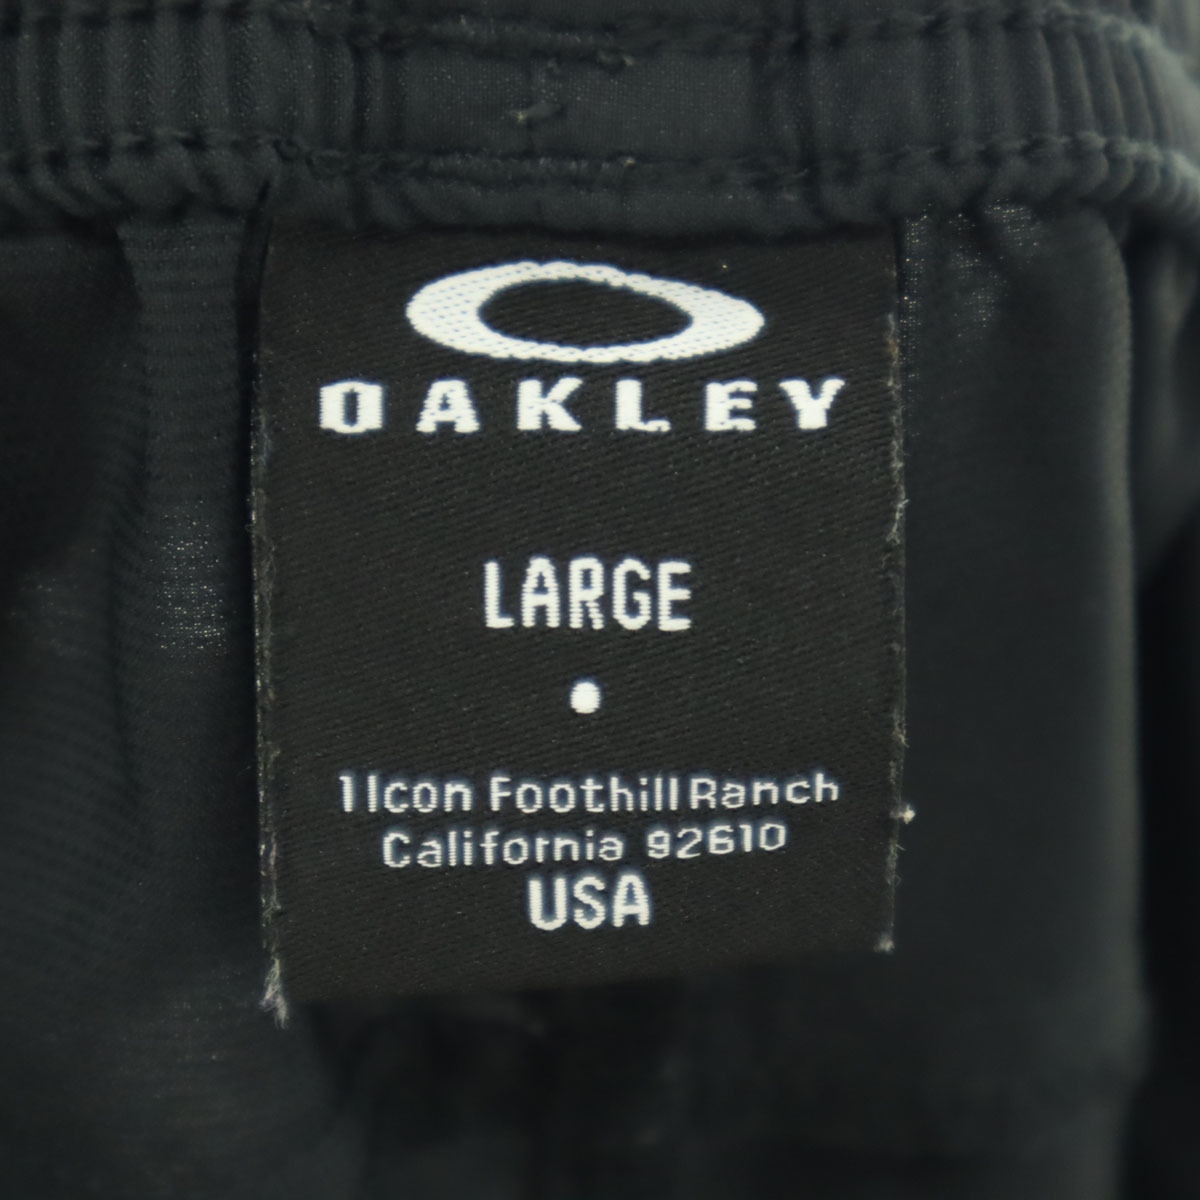 OAKLEY
LARGE
1 Icon Foothill Ranch
California 92610
USA